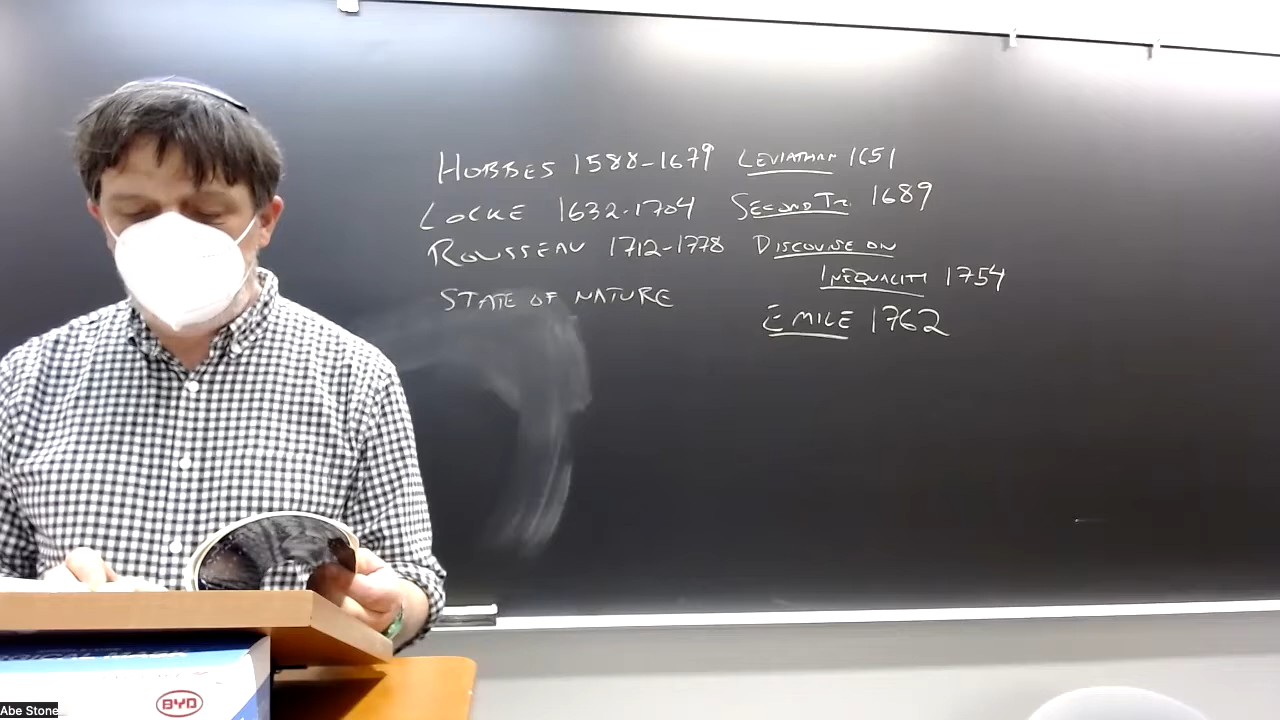 HOBBES 1588-1679 LEVIATHAN 1651
LOCKE 1632-1704 SECOND TR. 1689
ROUSSEAU 1712-1778 DISCOURSE ON
INEQUALITY 1754
STATE OF NATURE
EMILE 1762
BYD
Abe Stone